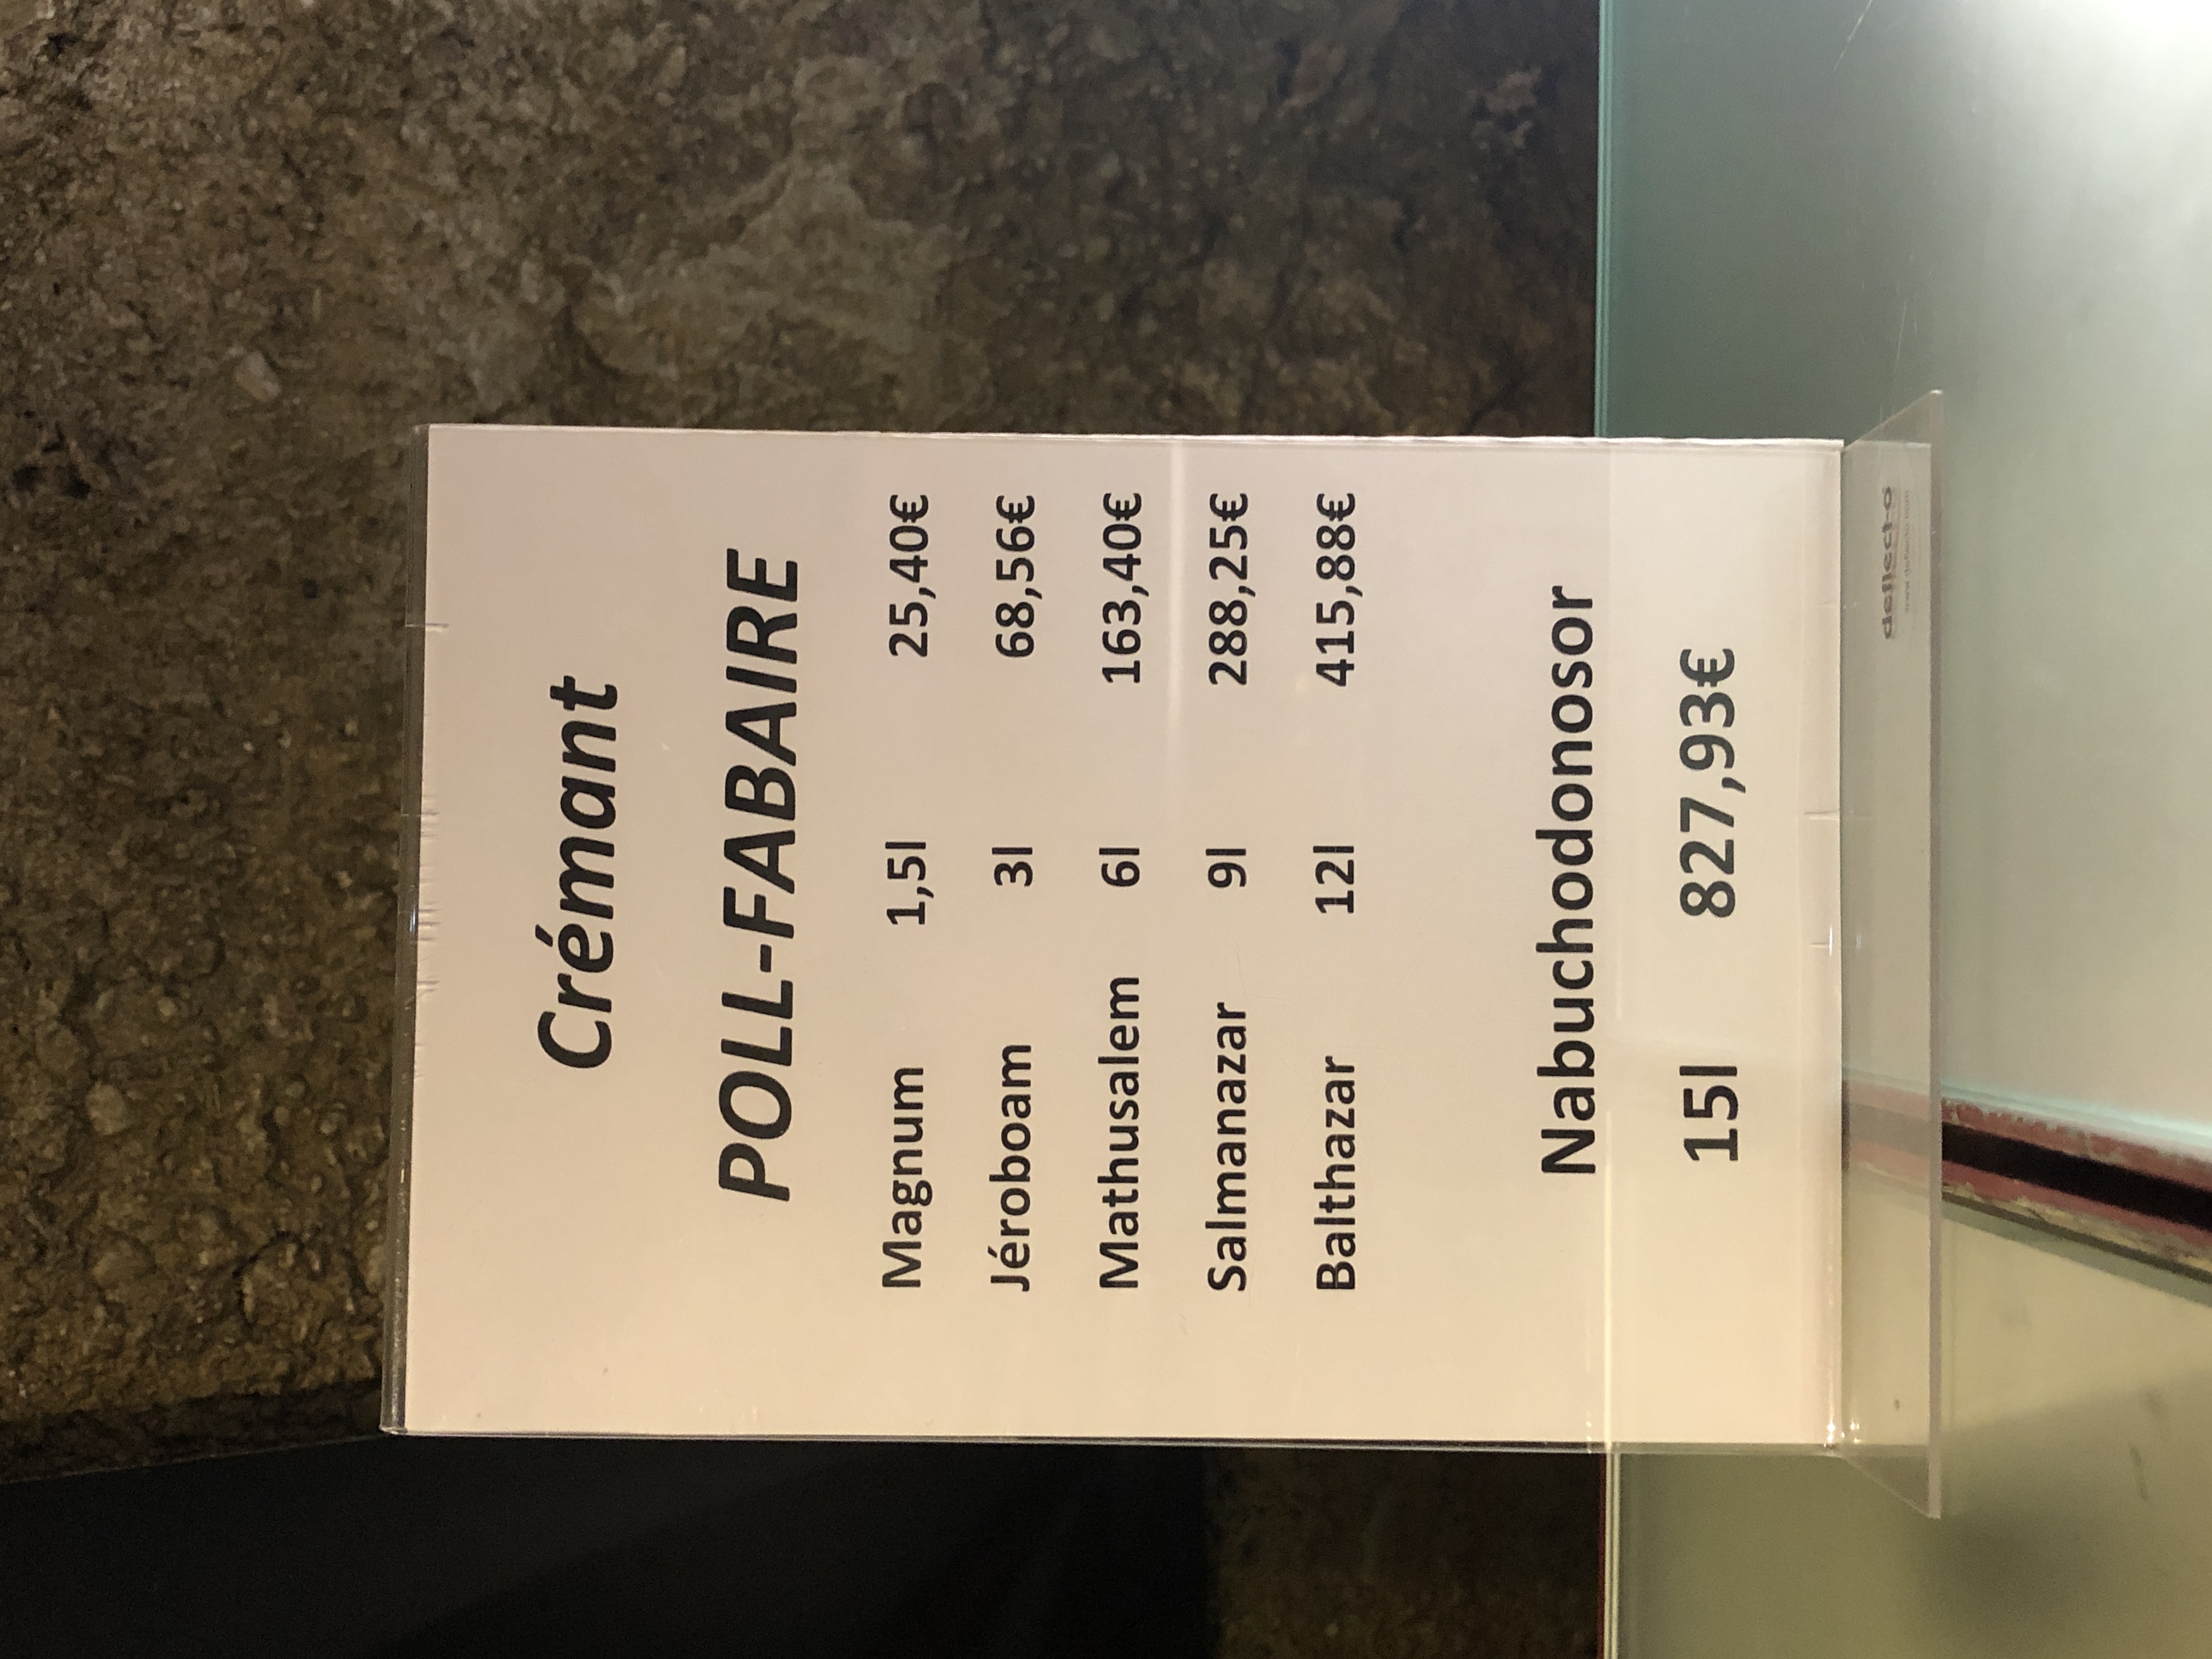 Crémant
POLL-FABAIRE
Magnum 1,5l 25,40€
Jéroboam 3l 68,56€
Mathusalem 6l 163,40€
Salmanazar 9l 288,25€
Balthazar 12l 415,88€
Nabuchodonosor
15l 827,93€
deflecto